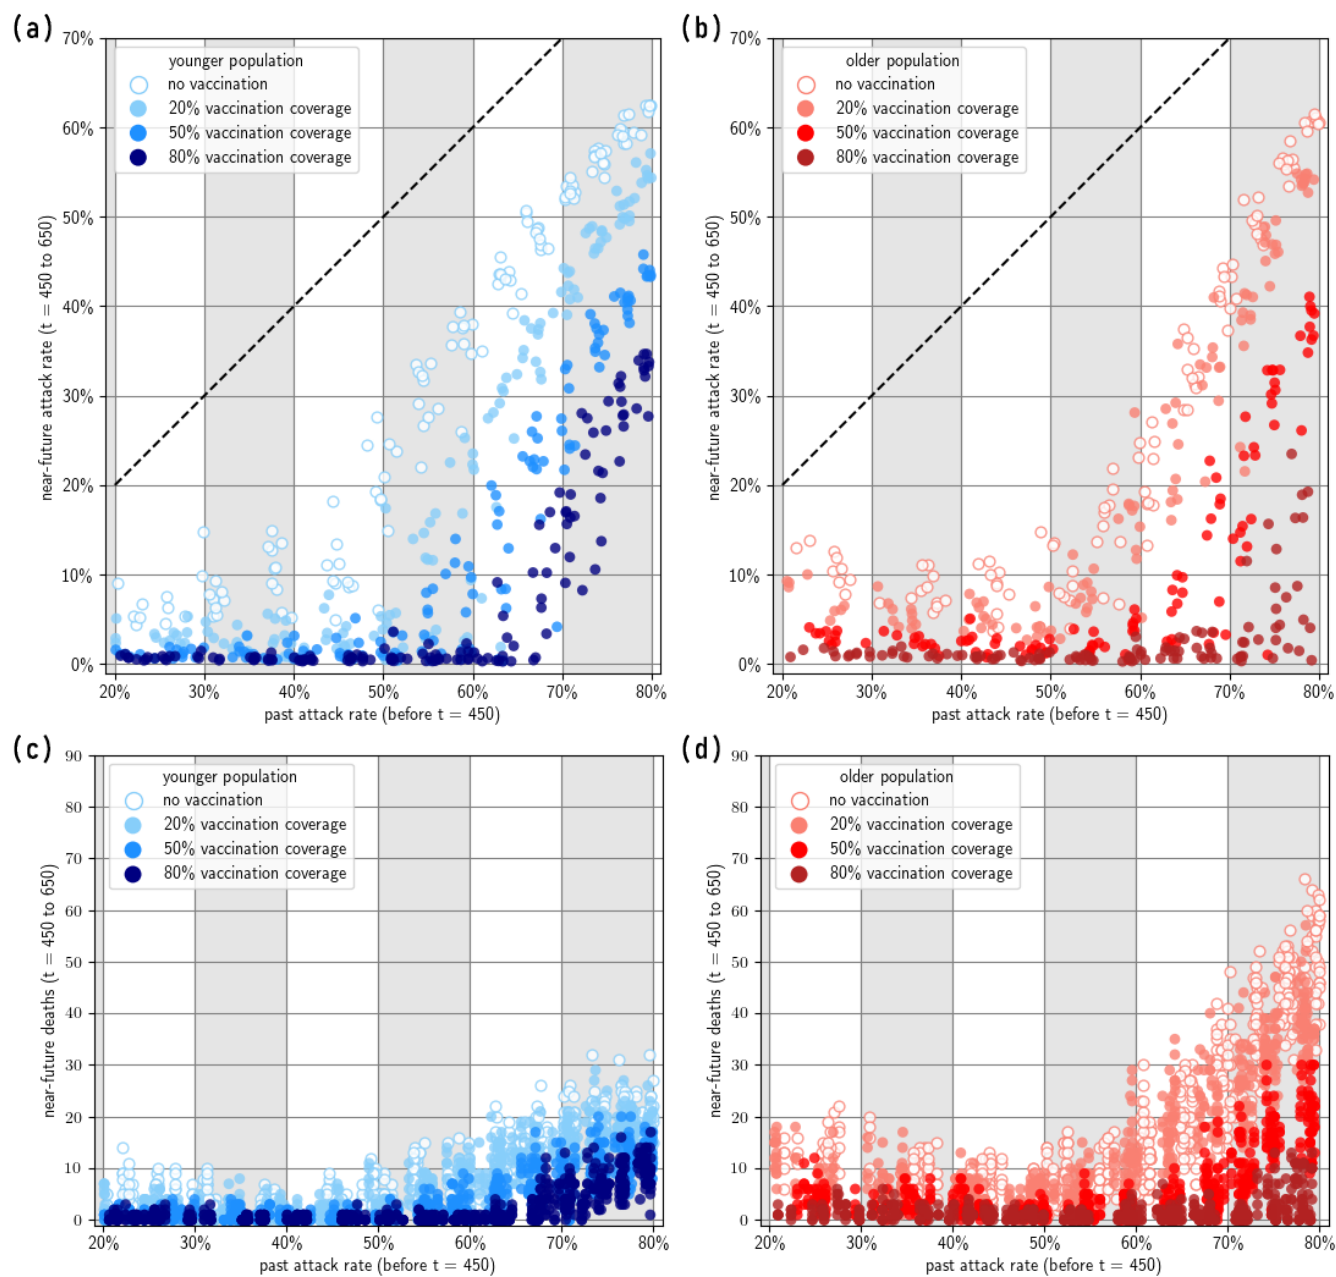 (a)
70%
60%
50%
40%
30%
20%
10%
0%
near-future attack rate (t = 450 to 650)
younger population
no vaccination
20% vaccination coverage
50% vaccination coverage
80% vaccination coverage
20%
30%
40%
50%
60%
70%
80%
past attack rate (before t = 450)
(b)
70%
60%
50%
40%
30%
20%
10%
0%
near-future attack rate (t = 450 to 650)
older population
no vaccination
20% vaccination coverage
50% vaccination coverage
80% vaccination coverage
20%
30%
40%
50%
60%
70%
80%
past attack rate (before t = 450)
(c)
90
80
70
60
50
40
30
20
10
0
near-future deaths (t = 450 to 650)
younger population
no vaccination
20% vaccination coverage
50% vaccination coverage
80% vaccination coverage
20%
30%
40%
50%
60%
70%
80%
past attack rate (before t = 450)
(d)
90
80
70
60
50
40
30
20
10
0
near-future deaths (t = 450 to 650)
older population
no vaccination
20% vaccination coverage
50% vaccination coverage
80% vaccination coverage
20%
30%
40%
50%
60%
70%
80%
past attack rate (before t = 450)